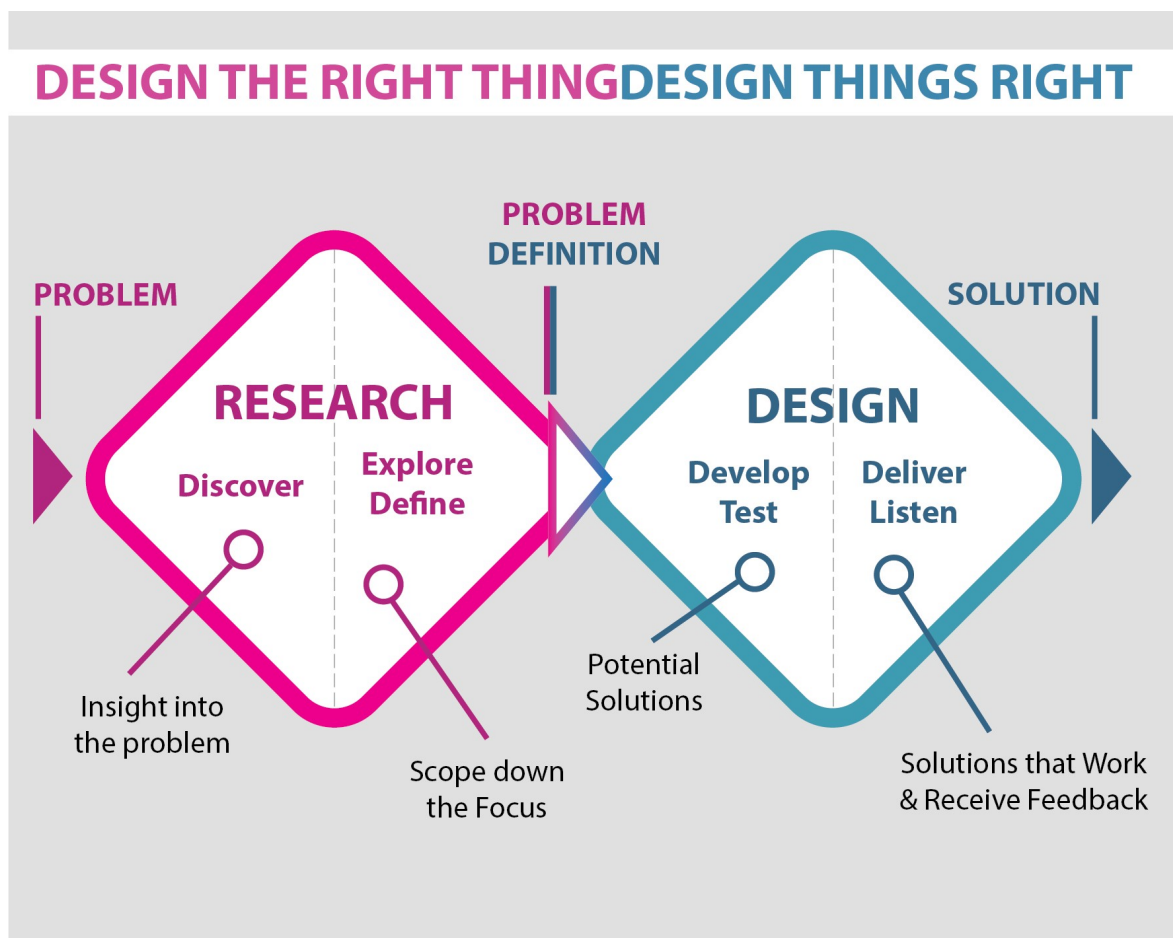 DESIGN THE RIGHT THINGDESIGN THINGS RIGHT
PROBLEM
PROBLEM
DEFINITION
SOLUTION
RESEARCH
Discover
Explore
Define
Insight into
the problem
Scope down
the Focus
DESIGN
Develop
Test
Deliver
Listen
Potential
Solutions
Solutions that Work
& Receive Feedback